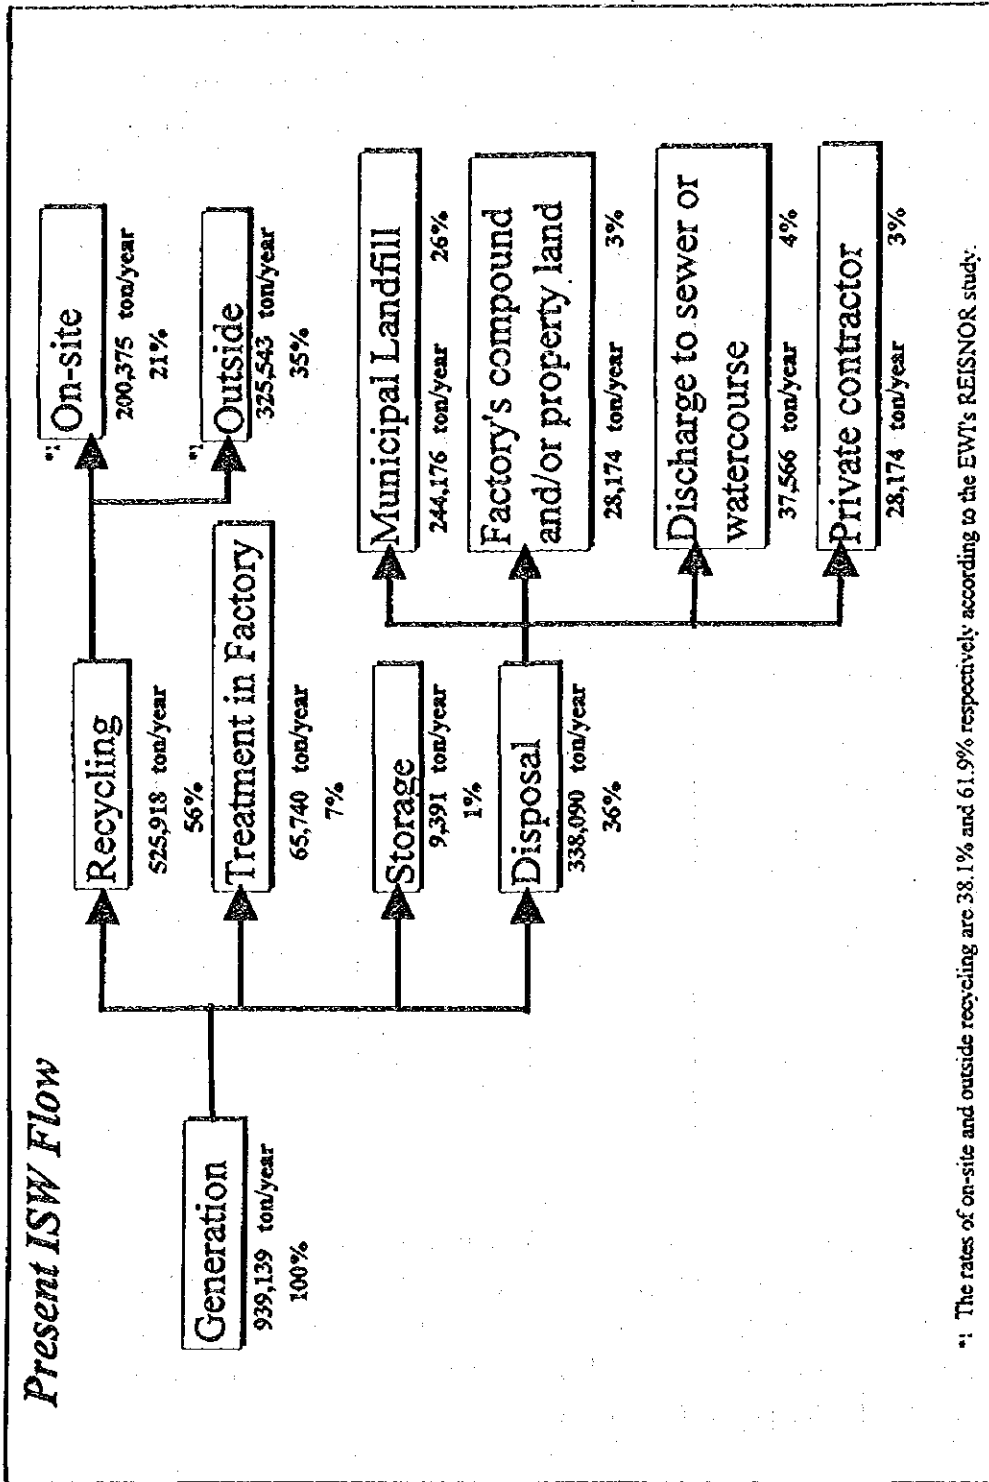 Present ISW Flow
Generation
939,139 ton/year
100%
Recycling
525,918 ton/year
56%
Treatment in Factory
65,740 ton/year
7%
Storage
9,391 ton/year
1%
Disposal
338,090 ton/year
36%
*1 On-site
200,375 ton/year
21%
*1 Outside
325,543 ton/year
35%
Municipal Landfill
244,176 ton/year 26%
Factory's compound
and/or property land
28,174 ton/year 3%
Discharge to sewer or
watercourse
37,566 ton/year 4%
Private contractor
28,174 ton/year 3%
*1 The rates of on-site and outside recycling are 38.1% and 61.9% respectively according to the EWI's REISNOR study.